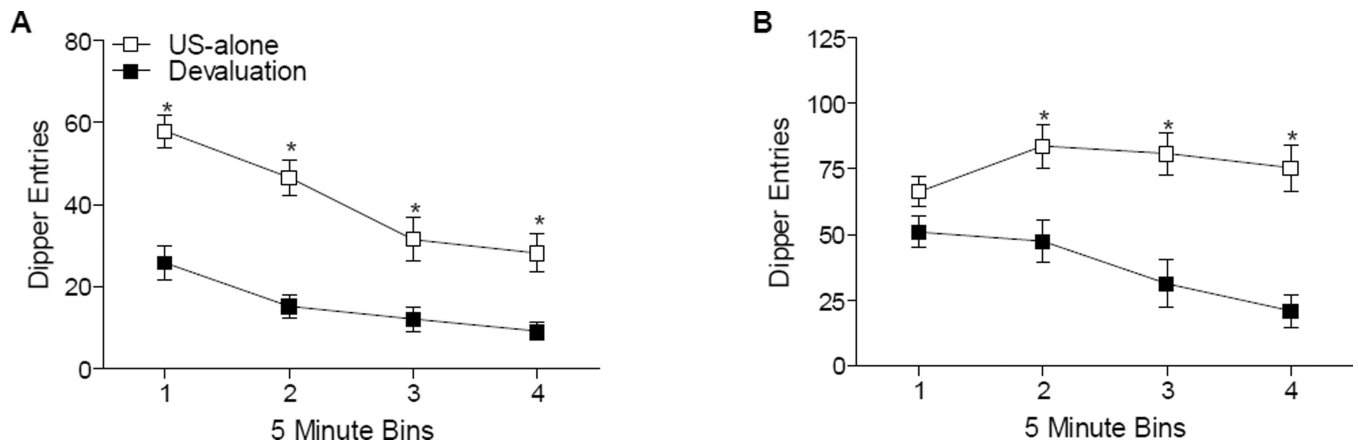 A
80
60
40
20
0
US-alone
Devaluation
*
*
*
*
Dipper Entries
1 2 3 4
5 Minute Bins
B
125
100
75
50
25
0
*
*
*
Dipper Entries
1 2 3 4
5 Minute Bins